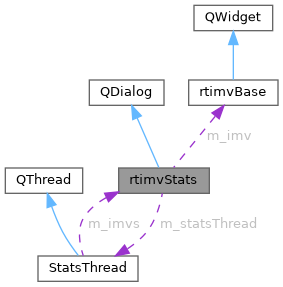 QWidget
QDialog
rtimvBase
m_imv
QThread
rtimvStats
m_imvs
m_statsThread
StatsThread